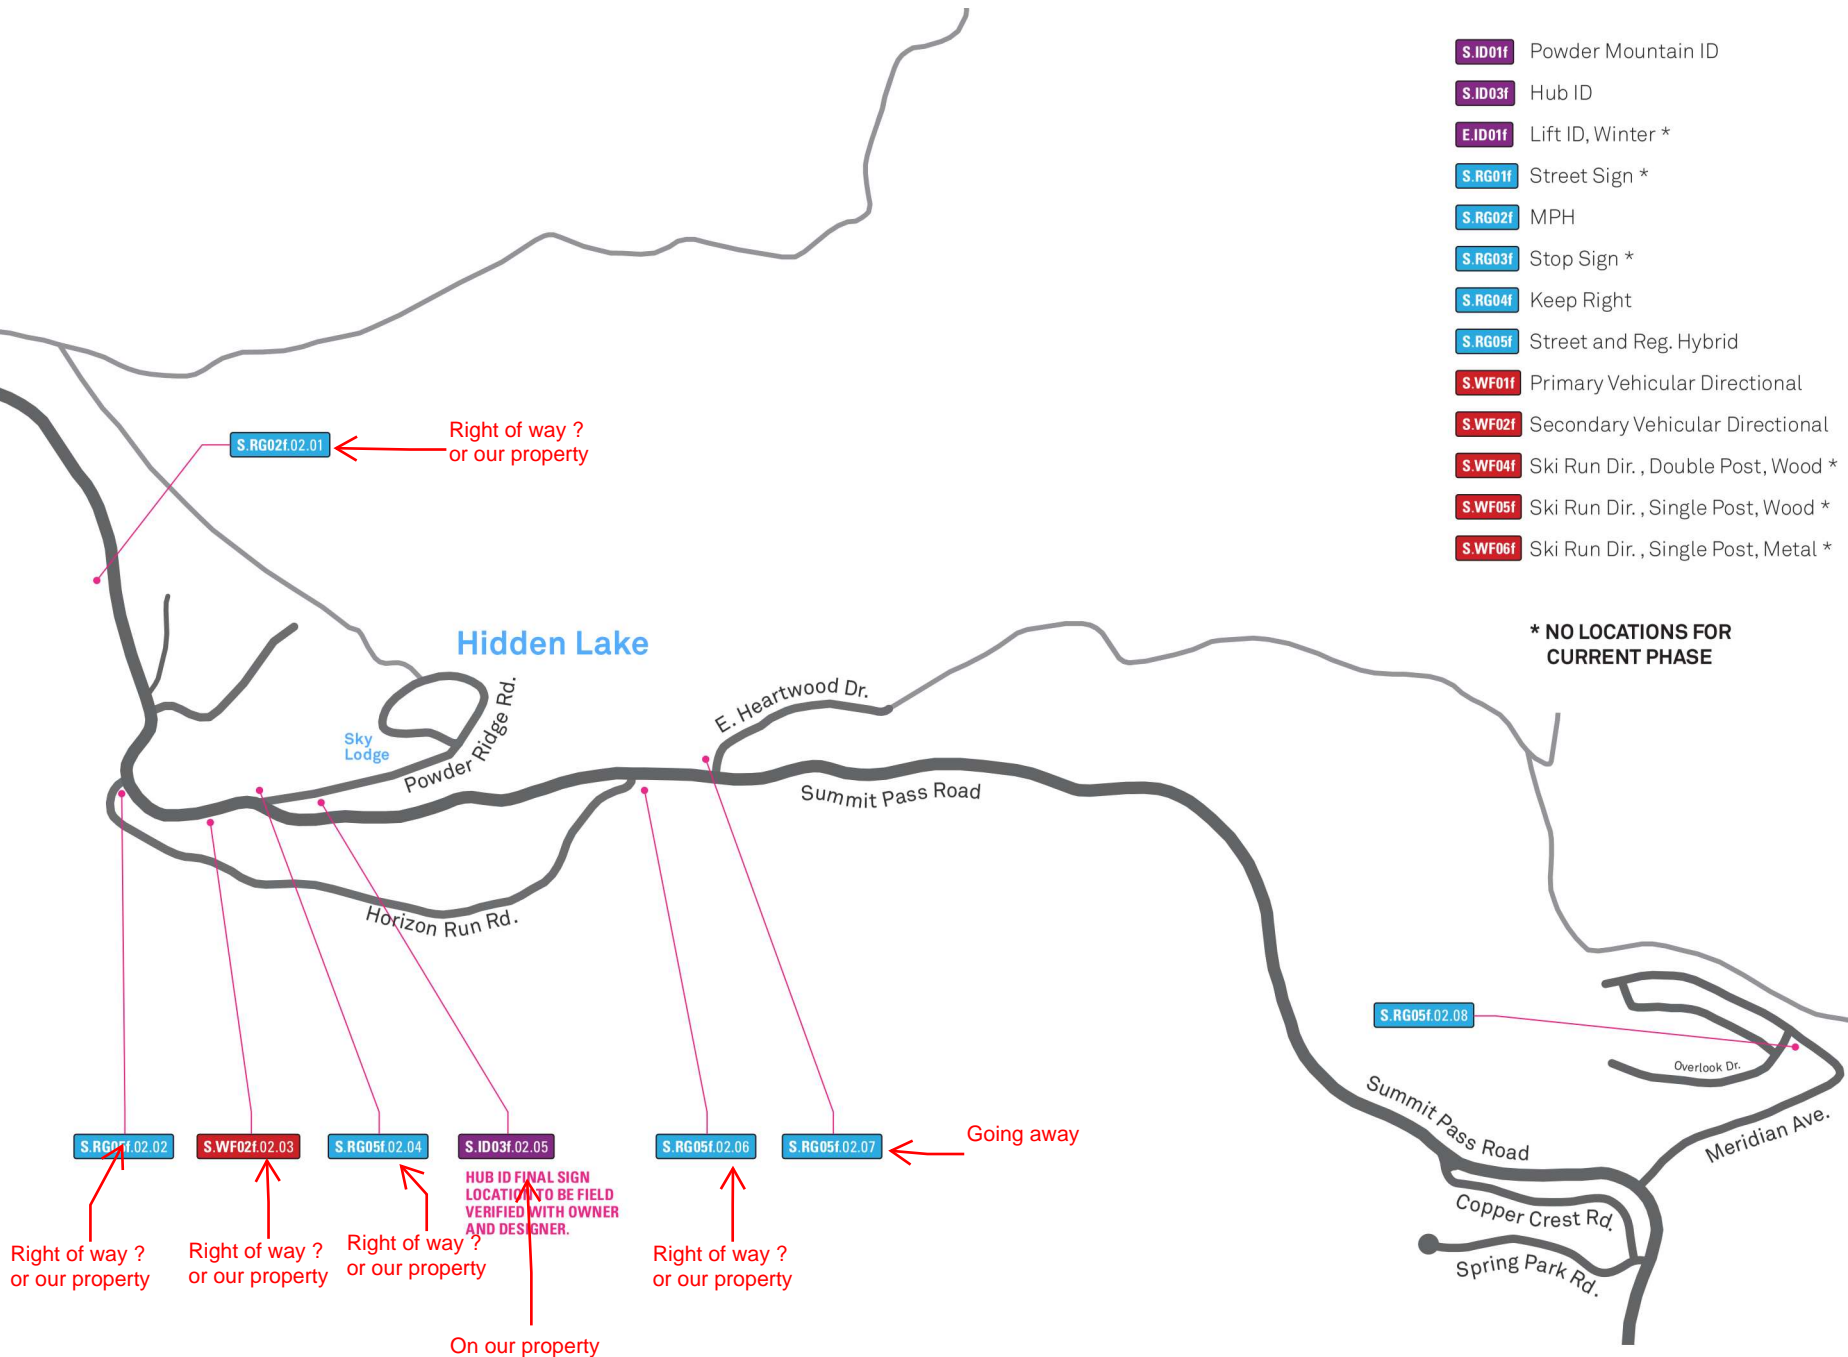 S.ID01f Powder Mountain ID
S.ID03f Hub ID
E.ID01f Lift ID, Winter *
S.RG01f Street Sign *
S.RG02f MPH
S.RG03f Stop Sign *
S.RG04f Keep Right
S.RG05f Street and Reg. Hybrid
S.WF01f Primary Vehicular Directional
S.WF02f Secondary Vehicular Directional
S.WF04f Ski Run Dir. , Double Post, Wood *
S.WF05f Ski Run Dir. , Single Post, Wood *
S.WF06f Ski Run Dir. , Single Post, Metal *
* NO LOCATIONS FOR
CURRENT PHASE
S.RG02f.02.01
Right of way ?
or our property
Hidden Lake
Sky
Lodge
Powder Ridge Rd.
E. Heartwood Dr.
Summit Pass Road
Horizon Run Rd.
S.RG05f.02.08
Overlook Dr.
Summit Pass Road
Meridian Ave.
Copper Crest Rd.
Spring Park Rd.
.02.02
S.WF02f.02.03
S.RG05f.02.04
S.ID03f.02.05
S.RG05f.02.06
S.RG05f.02.07
Going away
HUB ID FINAL SIGN
LOCATION TO BE FIELD
VERIFIED WITH OWNER
AND DESIGNER.
Right of way ?
or our property
Right of way ?
or our property
Right of way ?
or our property
Right of way ?
or our property
On our property